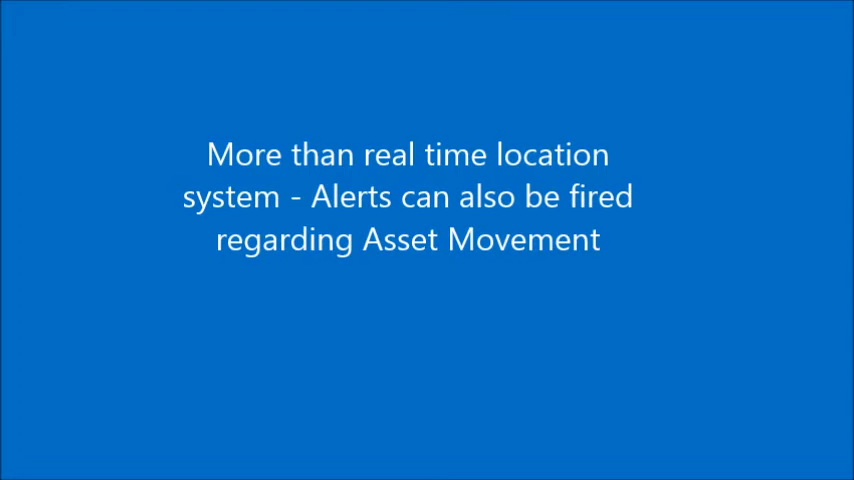 More than real time location
system - Alerts can also be fired
regarding Asset Movement